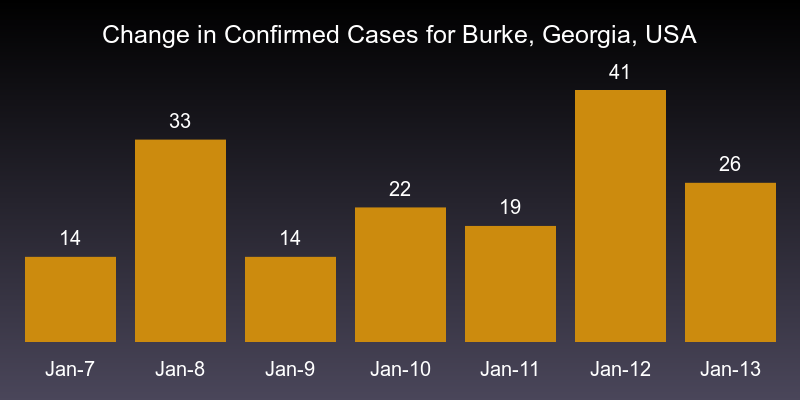 Change in Confirmed Cases for Burke, Georgia, USA
14
33
14
22
19
41
26
Jan-7
Jan-8
Jan-9
Jan-10
Jan-11
Jan-12
Jan-13